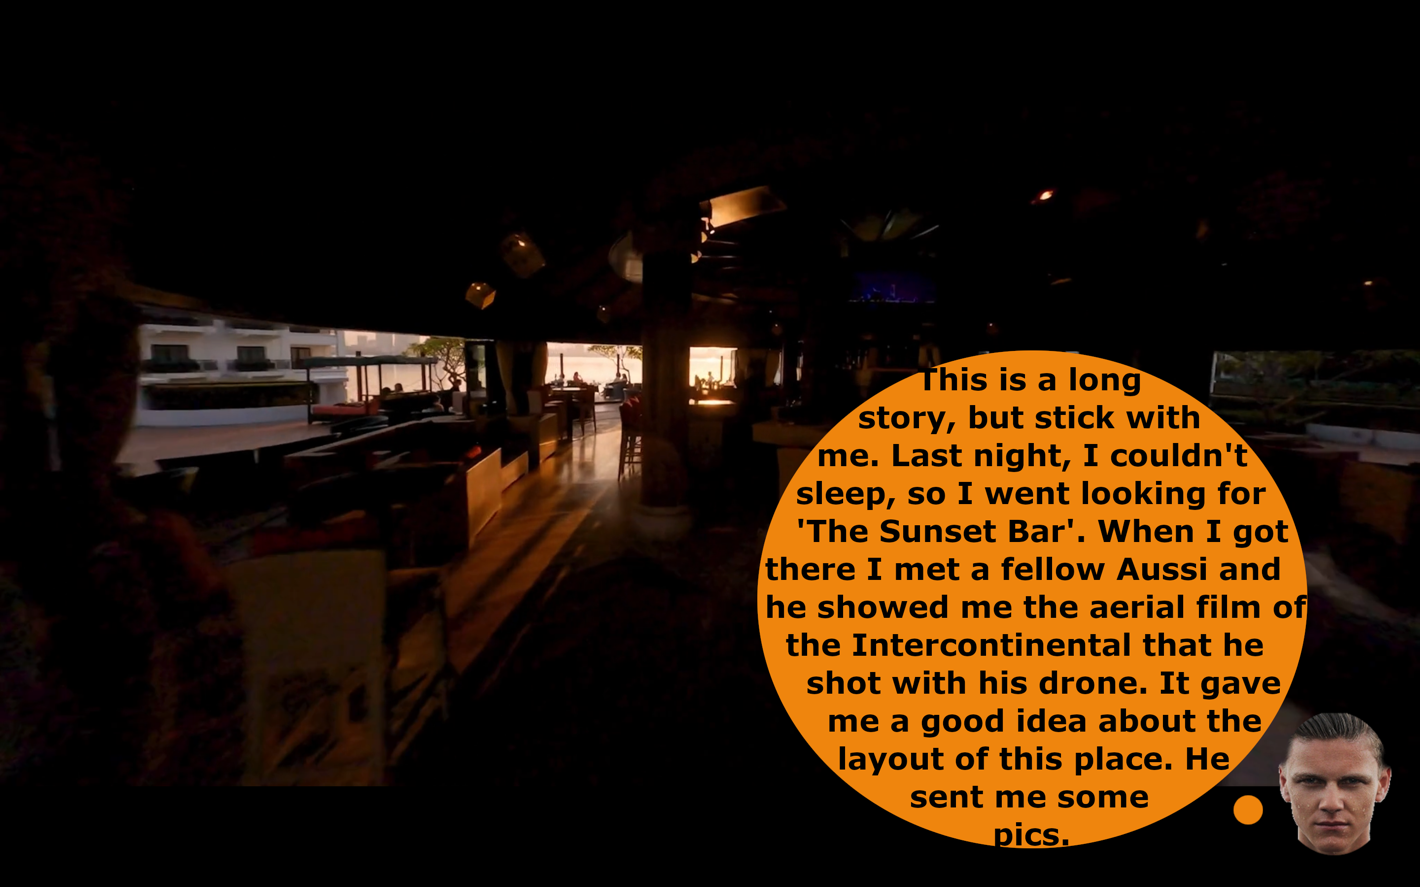 This is a long
story, but stick with
me. Last night, I couldn't
sleep, so I went looking for
'The Sunset Bar'. When I got
there I met a fellow Aussi and
he showed me the aerial film of
the Intercontinental that he
shot with his drone. It gave
me a good idea about the
layout of this place. He
sent me some
pics.